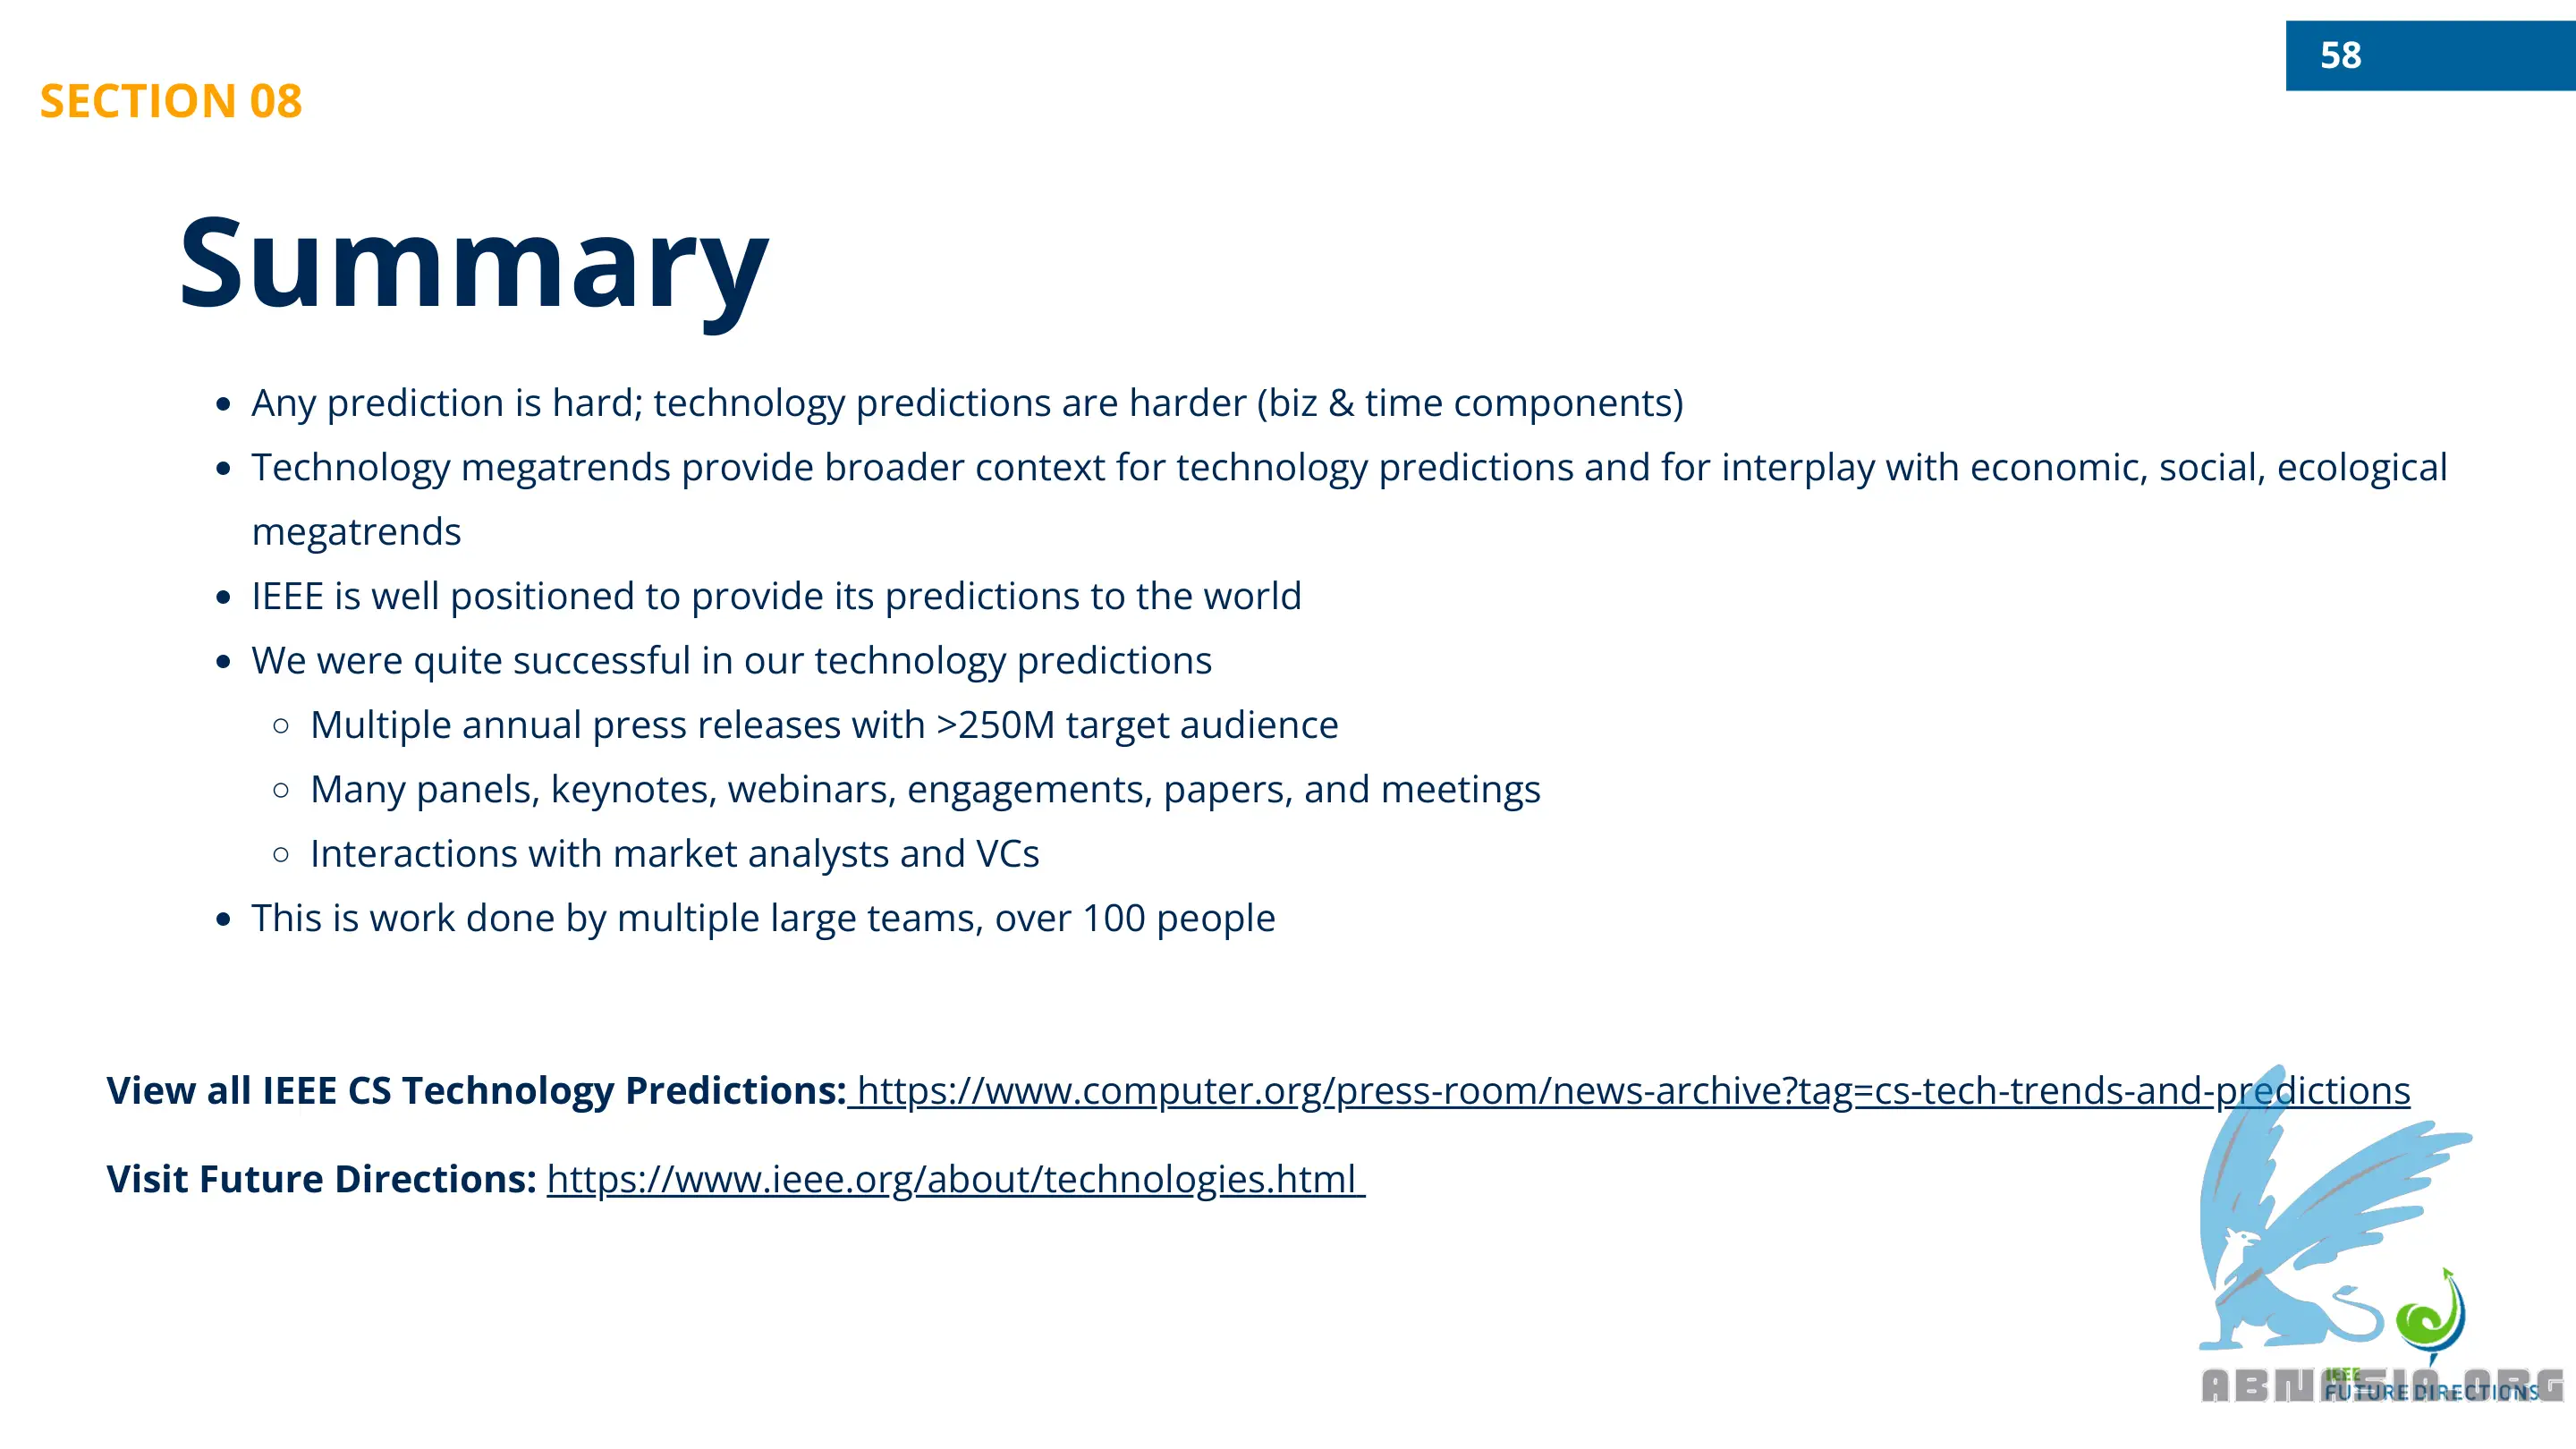 58
SECTION 08
Summary
• Any prediction is hard; technology predictions are harder (biz & time components)
• Technology megatrends provide broader context for technology predictions and for interplay with economic, social, ecological
megatrends
• IEEE is well positioned to provide its predictions to the world
• We were quite successful in our technology predictions
○ Multiple annual press releases with >250M target audience
○ Many panels, keynotes, webinars, engagements, papers, and meetings
○ Interactions with market analysts and VCs
• This is work done by multiple large teams, over 100 people
View all IEEE CS Technology Predictions: https://www.computer.org/press-room/news-archive?tag=cs-tech-trends-and-predictions
Visit Future Directions: https://www.ieee.org/about/technologies.html
IEEE
FUTURE DIRECTIONS
ABNASIA.ORG